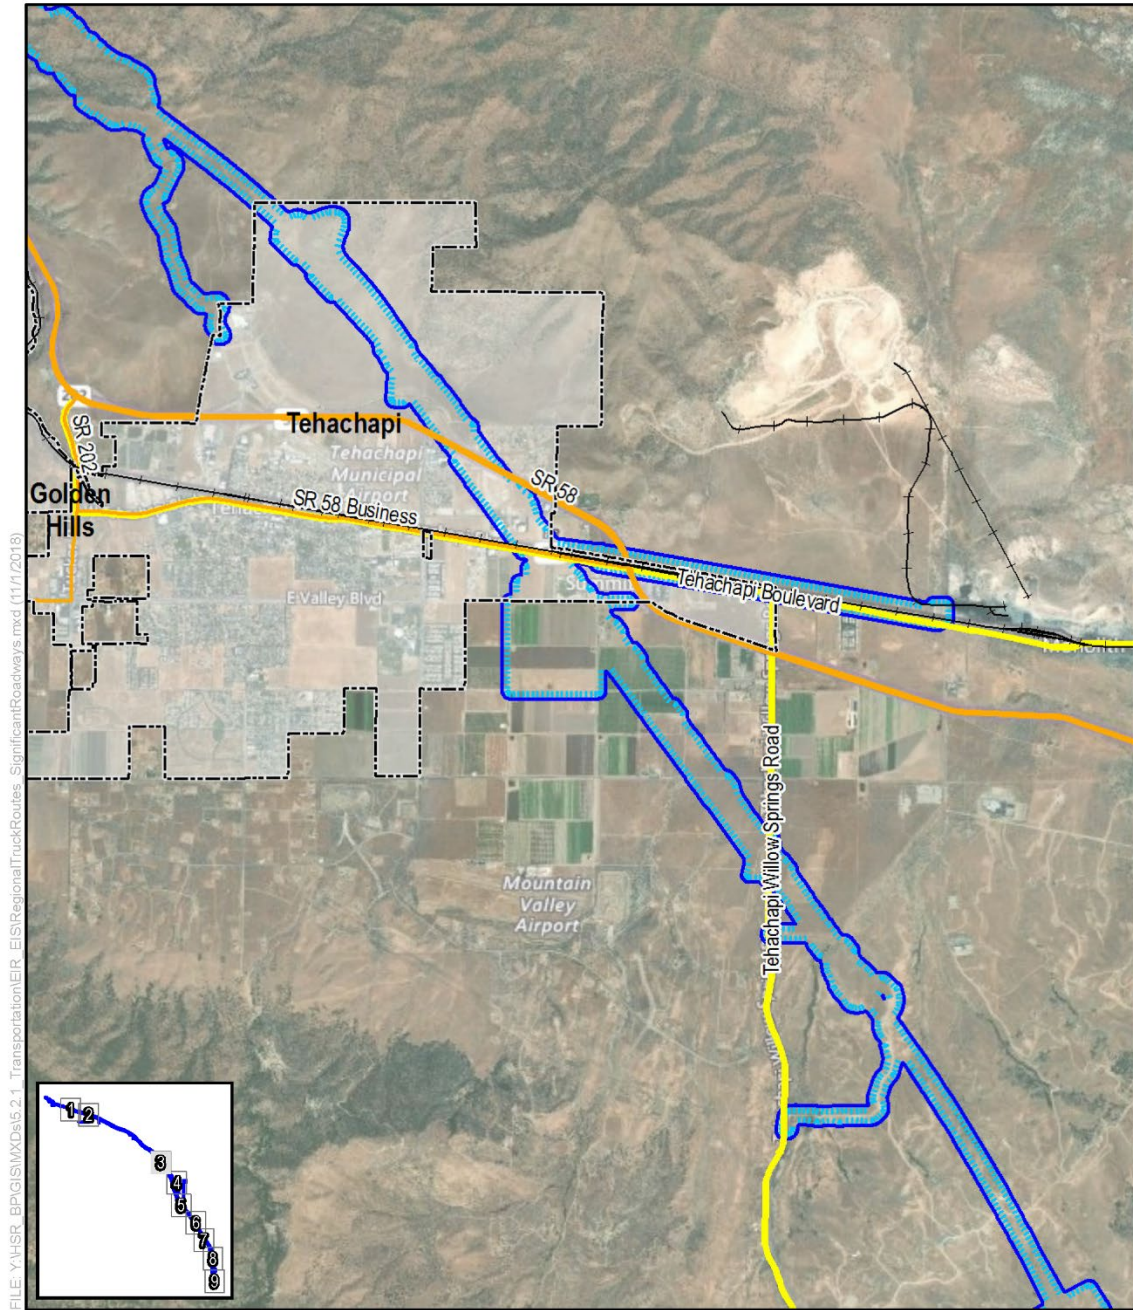 Tehachapi
Tehachapi
Municipal
Airport
SR 202
Golden
Hills
SR 58 Business
SR 58
E Valley Blvd
Tehachapi Boulevard
Mountain
Valley
Airport
Tehachapi Willow Springs Road
1
2
3
4
5
6
7
8
9
FILE: Y:\HSR_BP\GIS\MXDs\5.2.1_Transportation\EIR_EIS\RegionalTruckRoutes_SignificantRoadways.mxd (11/1/2018)